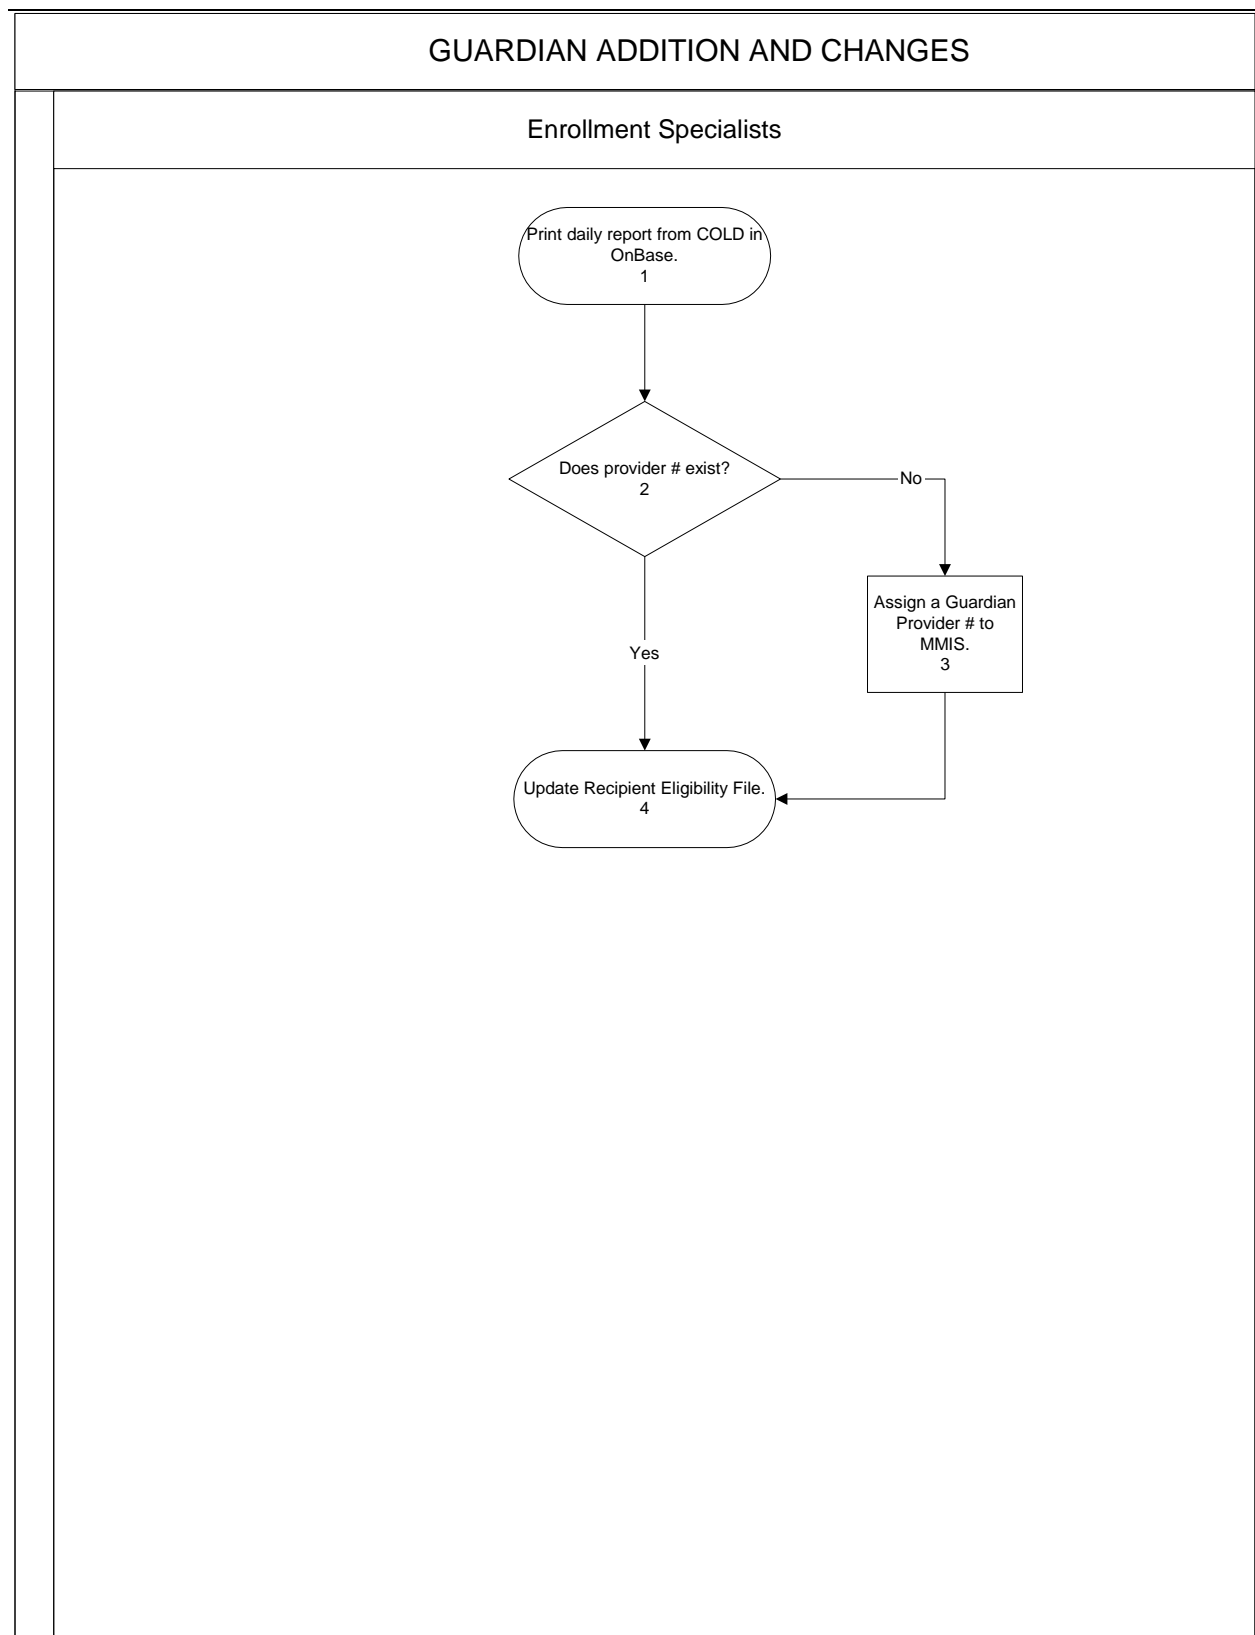 GUARDIAN ADDITION AND CHANGES
Enrollment Specialists
Print daily report from COLD in
OnBase.
1
Does provider # exist?
2
No
Assign a Guardian
Provider # to
MMIS.
3
Yes
Update Recipient Eligibility File.
4